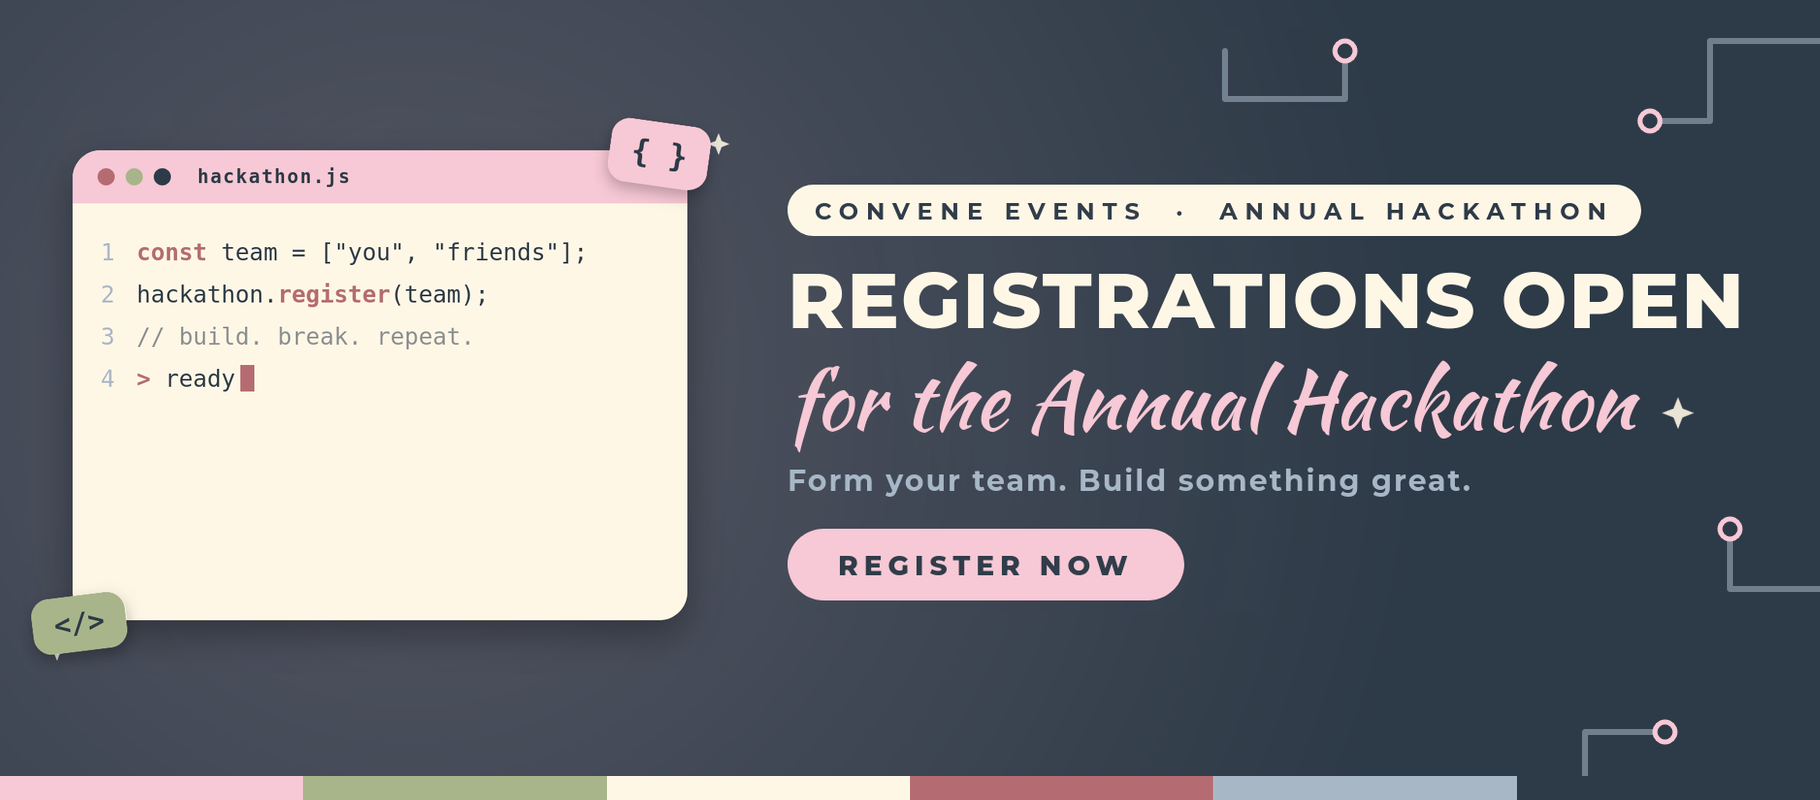 hackathon.js
{ }
1 const team = ["you", "friends"];
2 hackathon.register(team);
3 // build. break. repeat.
4 > ready
</>
CONVENE EVENTS · ANNUAL HACKATHON
REGISTRATIONS OPEN
for the Annual Hackathon
Form your team. Build something great.
REGISTER NOW